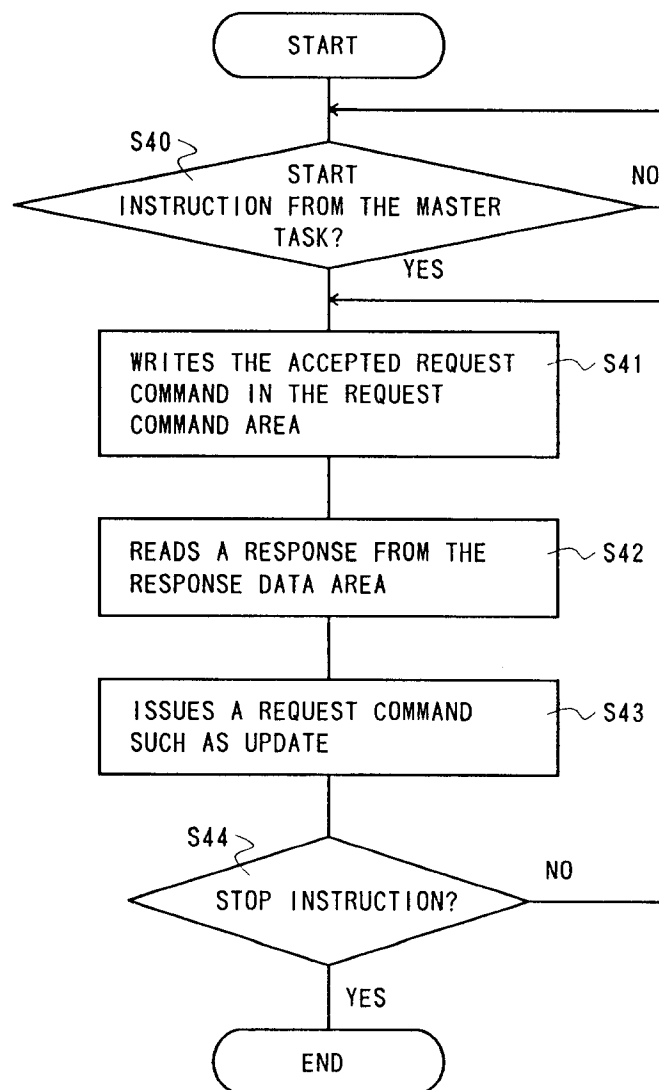 START
S40
START
INSTRUCTION FROM THE MASTER
TASK?
NO
YES
WRITES THE ACCEPTED REQUEST
COMMAND IN THE REQUEST
COMMAND AREA
S41
READS A RESPONSE FROM THE
RESPONSE DATA AREA
S42
ISSUES A REQUEST COMMAND
SUCH AS UPDATE
S43
S44
STOP INSTRUCTION?
NO
YES
END